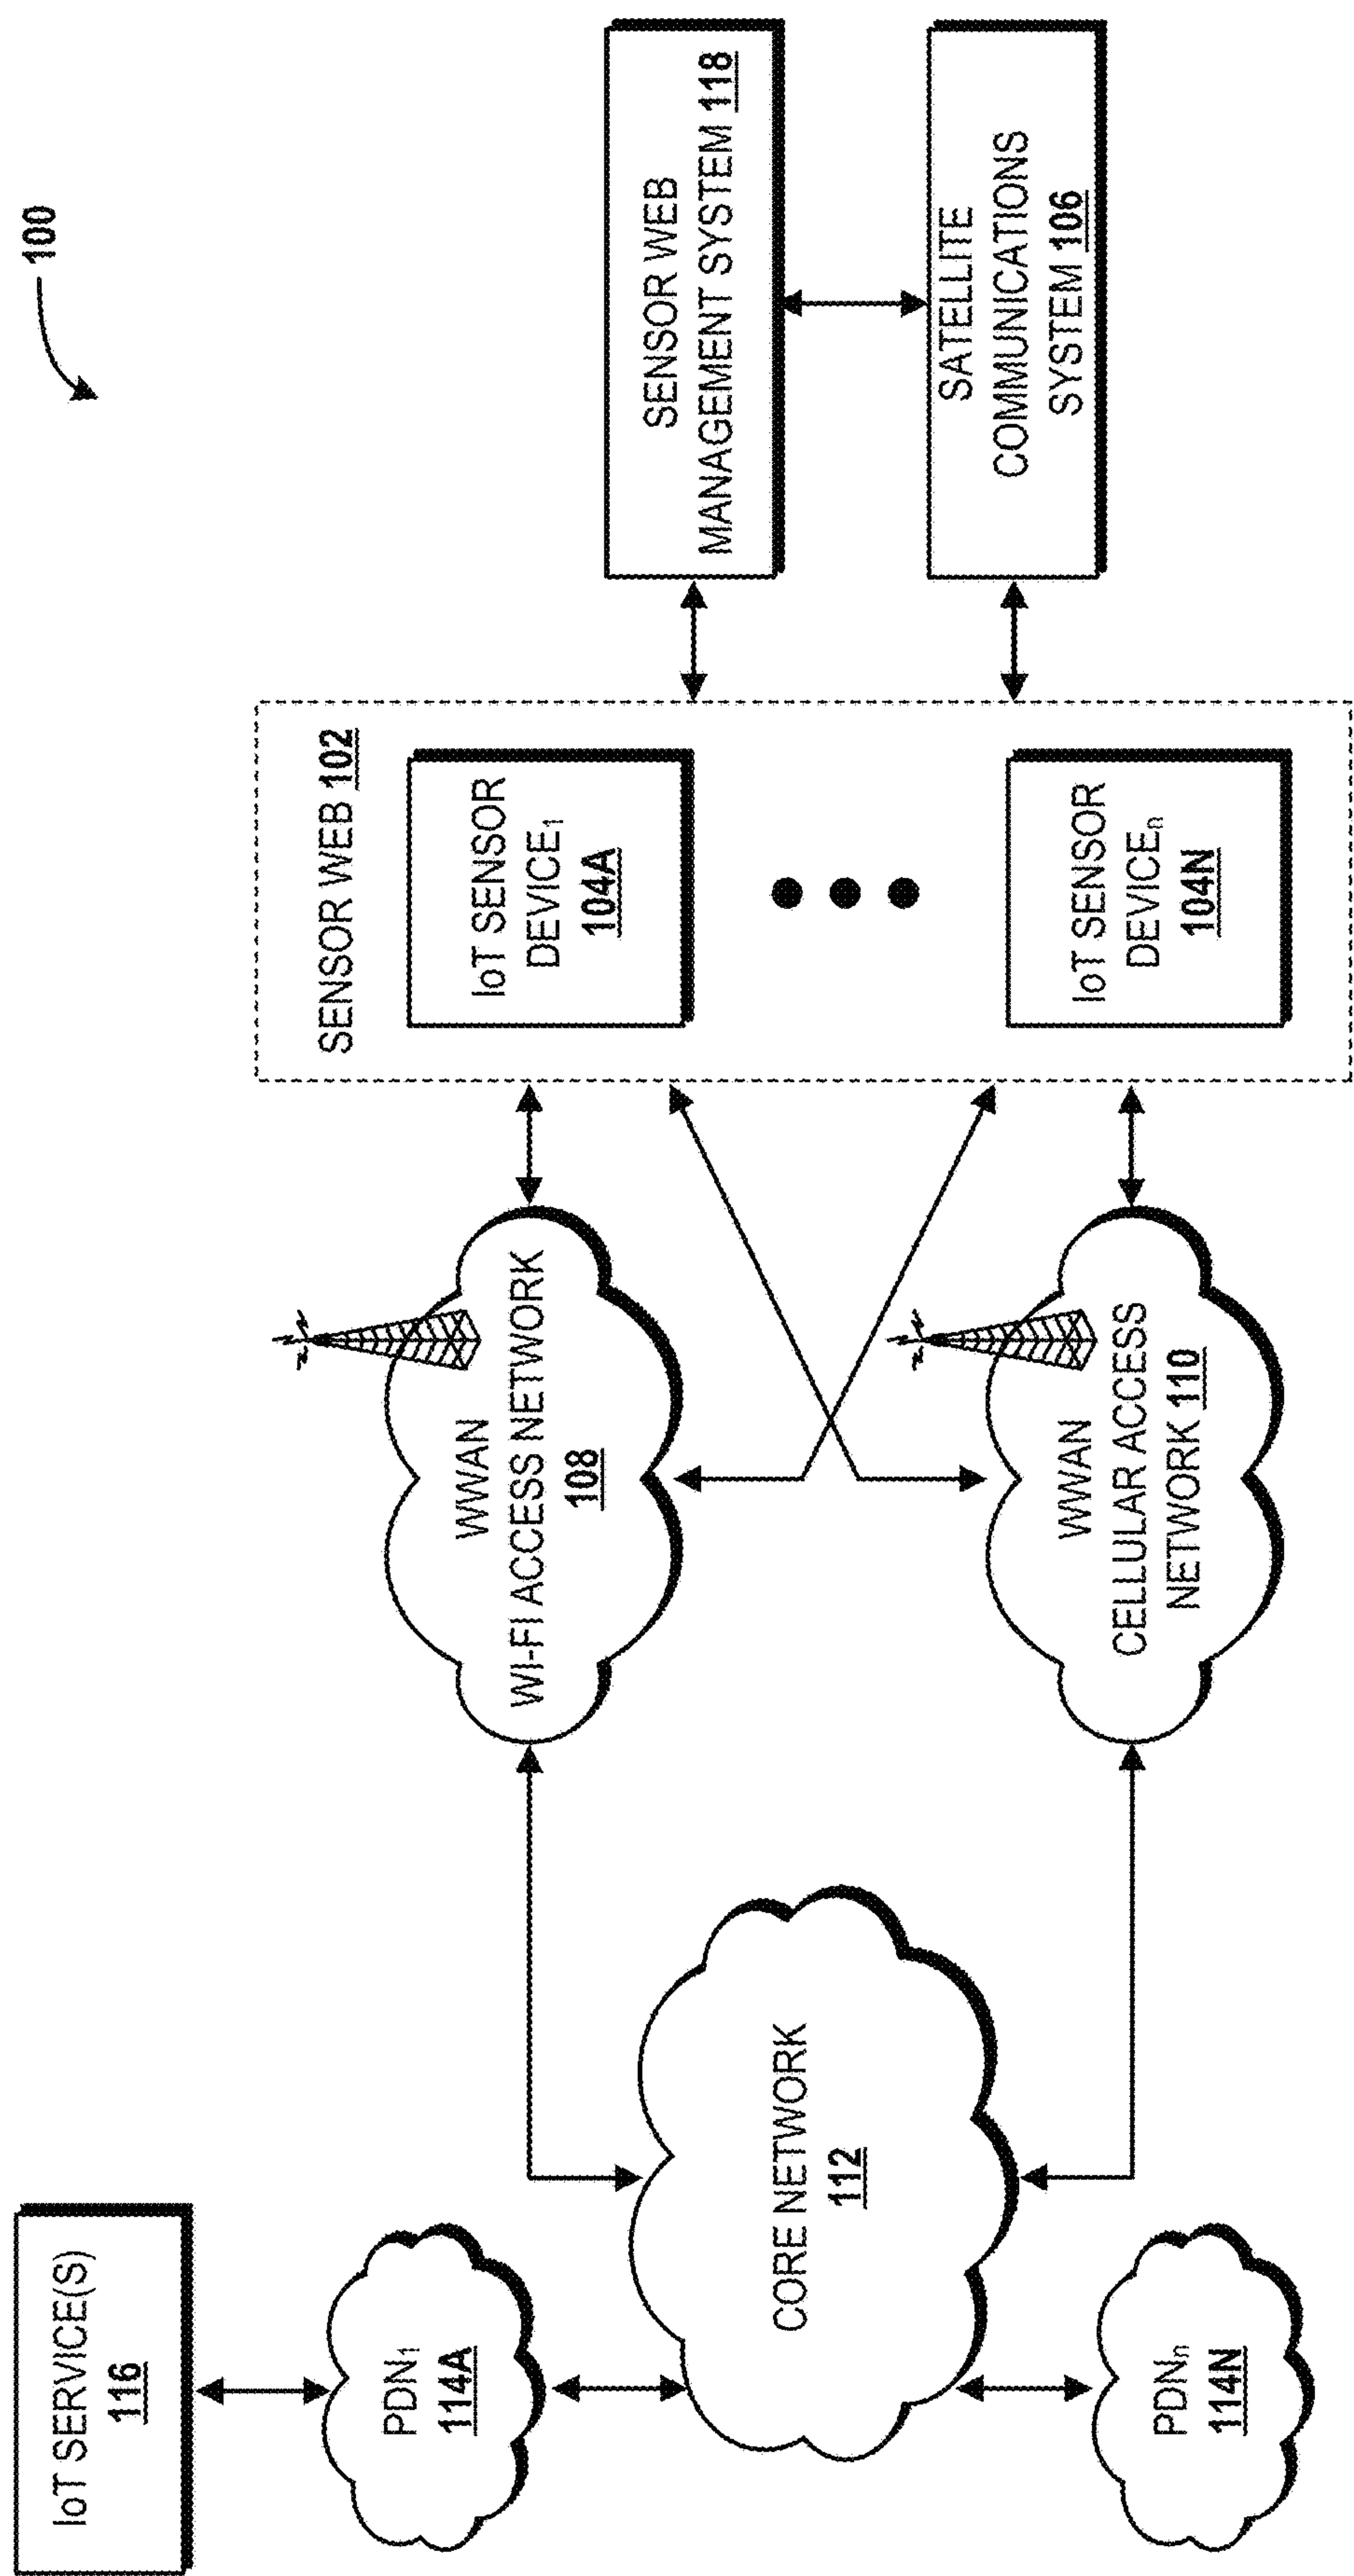 100
IoT SERVICE(S)
116
PDN1
114A
CORE NETWORK
112
PDNn
114N
WWAN
WI-FI ACCESS NETWORK
108
WWAN
CELLULAR ACCESS
NETWORK 110
SENSOR WEB 102
IoT SENSOR
DEVICE1
104A
IoT SENSOR
DEVICEn
104N
SENSOR WEB
MANAGEMENT SYSTEM 118
SATELLITE
COMMUNICATIONS
SYSTEM 106